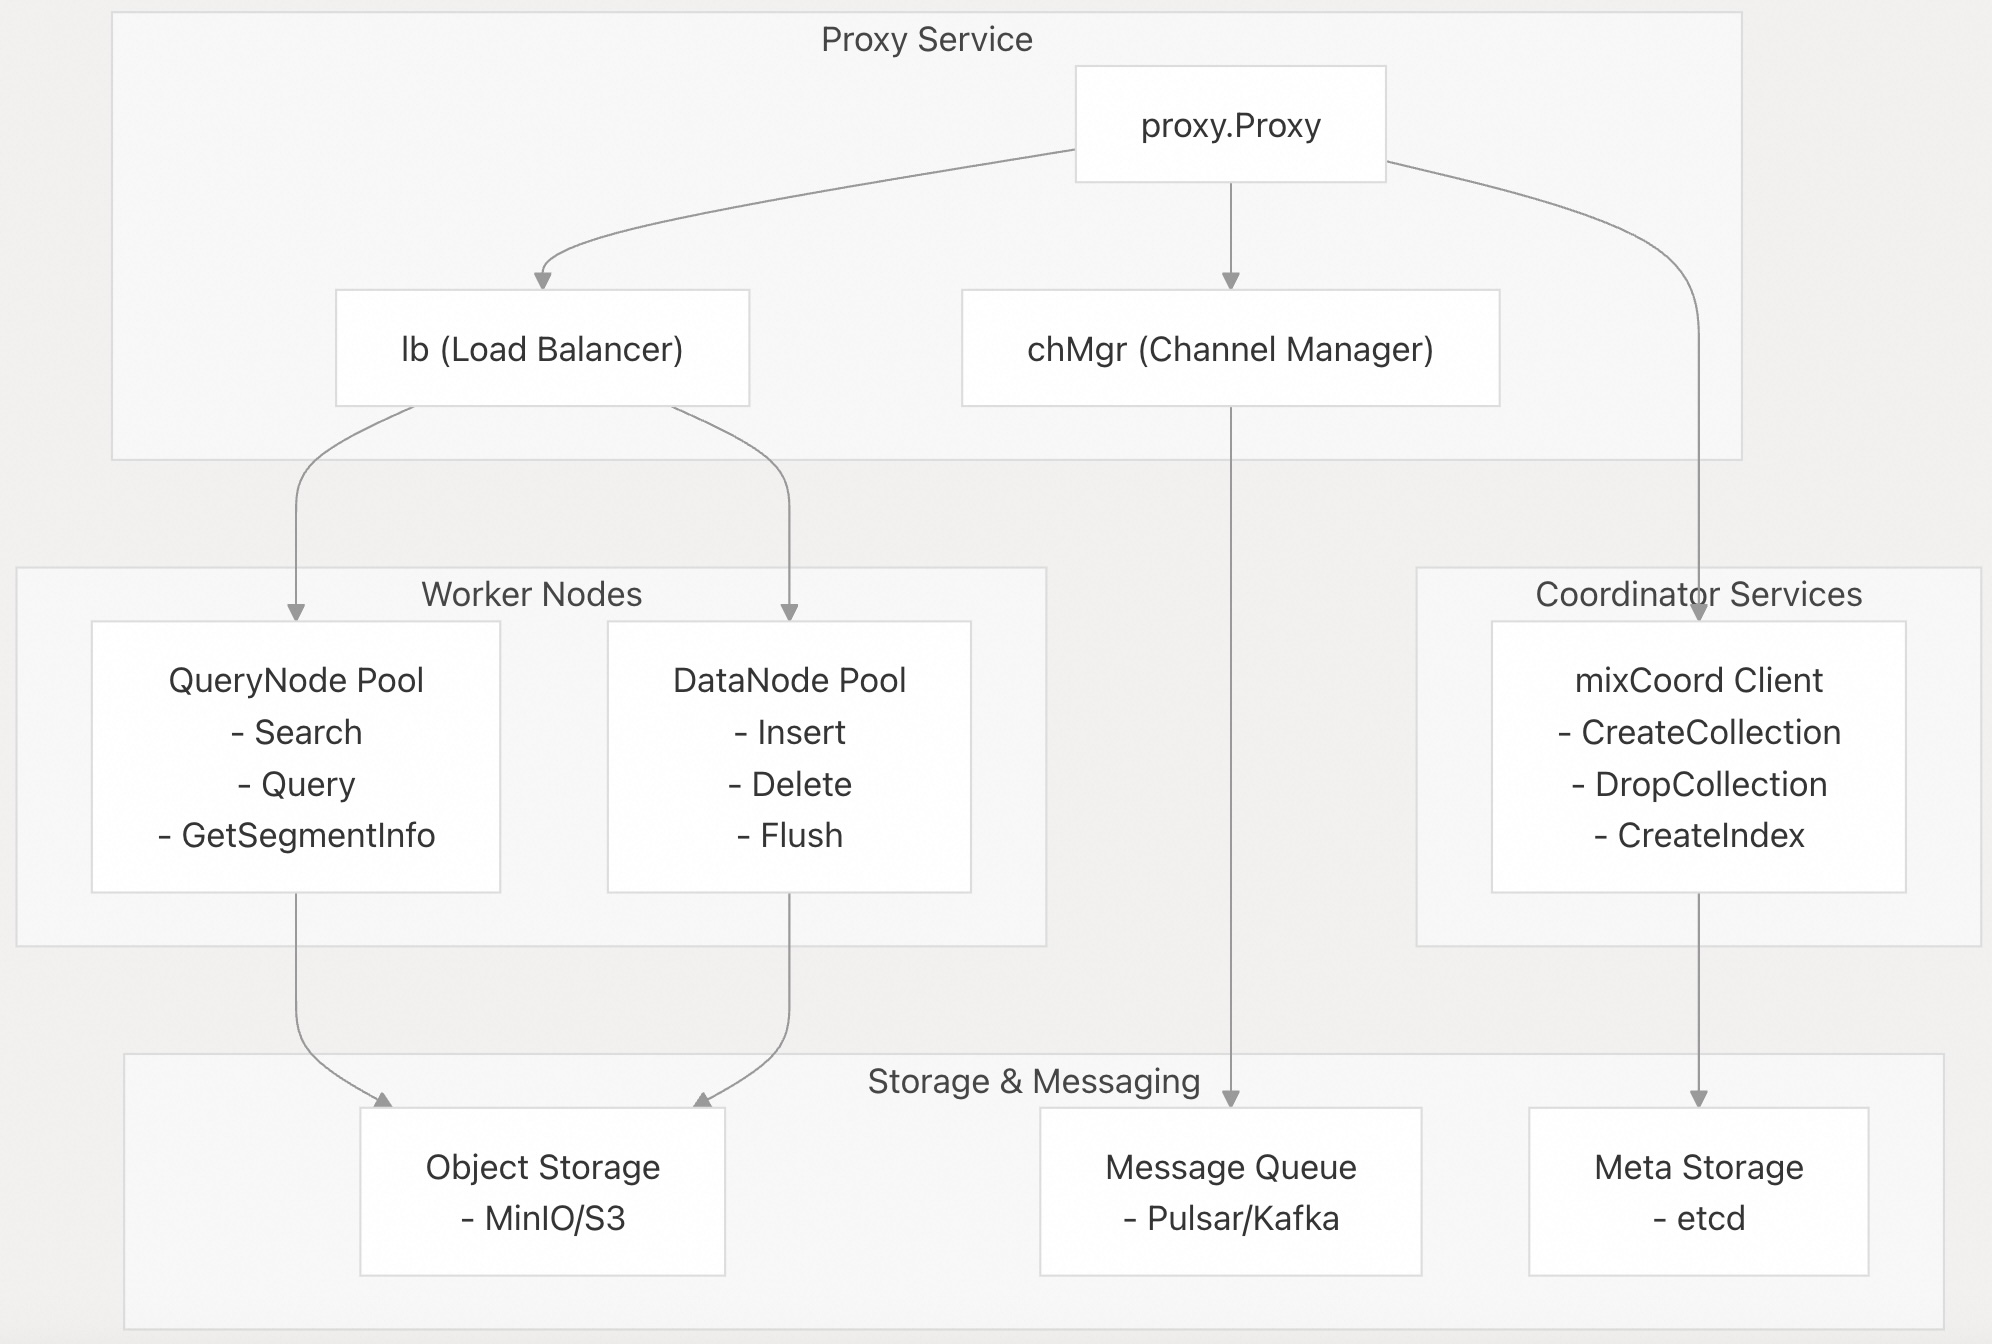 Proxy Service
proxy.Proxy
lb (Load Balancer)
chMgr (Channel Manager)
Worker Nodes
QueryNode Pool
- Search
- Query
- GetSegmentInfo
DataNode Pool
- Insert
- Delete
- Flush
Coordinator Services
mixCoord Client
- CreateCollection
- DropCollection
- CreateIndex
Storage & Messaging
Object Storage
- MinIO/S3
Message Queue
- Pulsar/Kafka
Meta Storage
- etcd